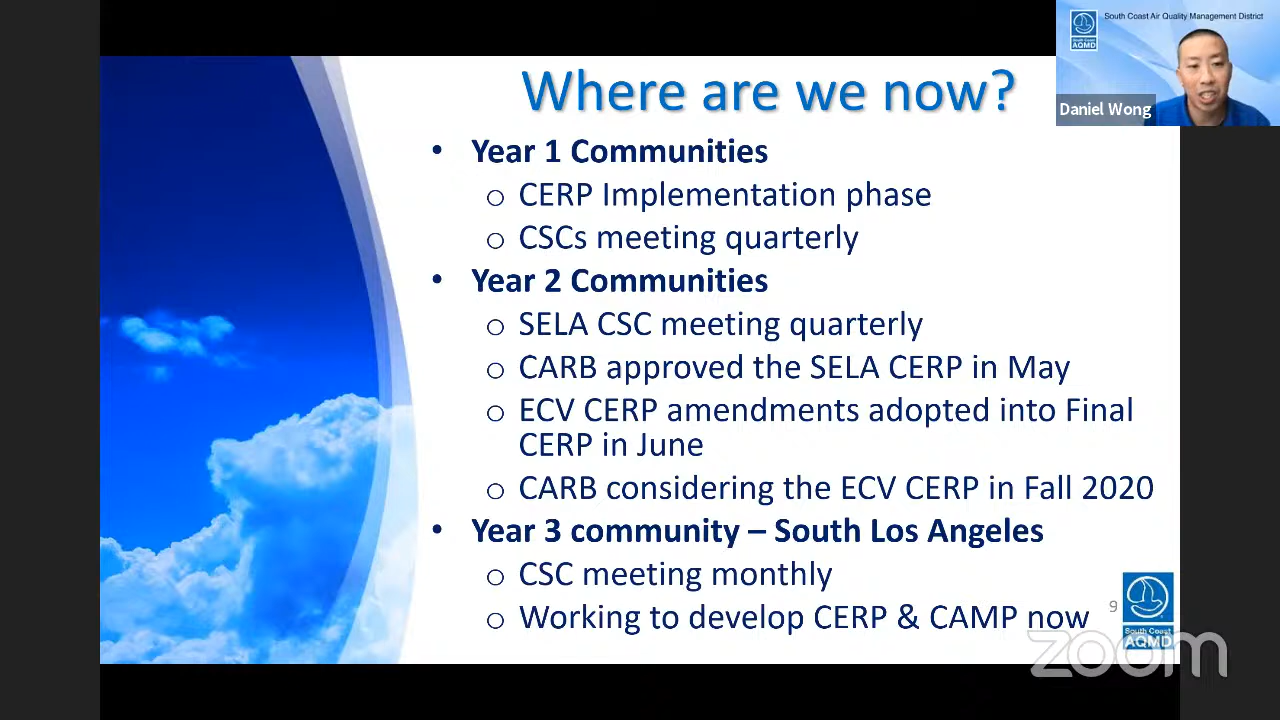 South Coast Air Quality Management District
South Coast
AQMD
Daniel Wong
Where are we now?
• Year 1 Communities
o CERP Implementation phase
o CSCs meeting quarterly
• Year 2 Communities
o SELA CSC meeting quarterly
o CARB approved the SELA CERP in May
o ECV CERP amendments adopted into Final
CERP in June
o CARB considering the ECV CERP in Fall 2020
• Year 3 community – South Los Angeles
o CSC meeting monthly
o Working to develop CERP & CAMP now
9
South Coast
AQMD
zoom